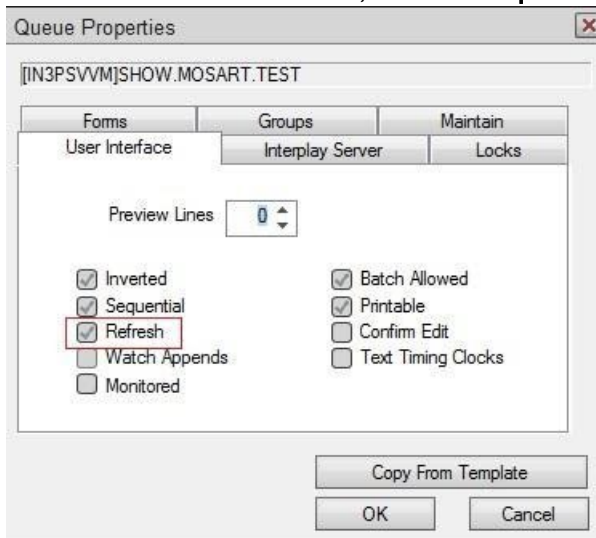 Queue Properties
[IN3PSVVM]SHOW.MOSART.TEST
Forms Groups Maintain
User Interface Interplay Server Locks
Preview Lines 0
Inverted Batch Allowed
Sequential Printable
Refresh Confirm Edit
Watch Appends Text Timing Clocks
Monitored
Copy From Template
OK Cancel